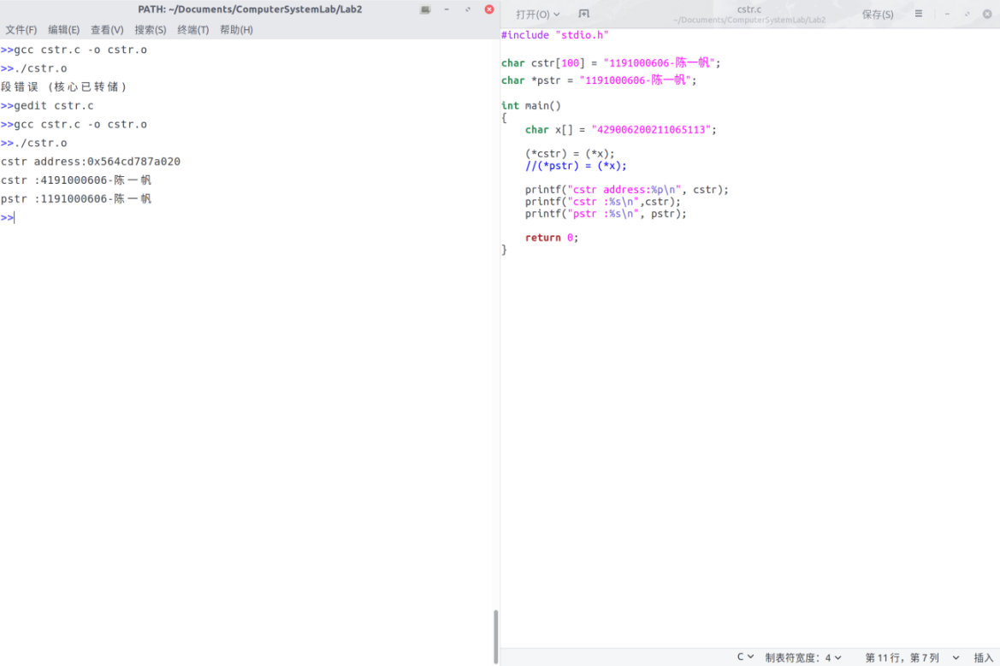 PATH: ~/Documents/ComputerSystemLab/Lab2
文件(F) 编辑(E) 查看(V) 搜索(S) 终端(T) 帮助(H)
>>gcc cstr.c -o cstr.o
>>./cstr.o
段错误 (核心已转储)
>>gedit cstr.c
>>gcc cstr.c -o cstr.o
>>./cstr.o
cstr address:0x564cd787a020
cstr :4191000606-陈一帆
pstr :1191000606-陈一帆
>>
打开(O)
cstr.c
~/Documents/ComputerSystemLab/Lab2
保存(S)
#include "stdio.h"
char cstr[100] = "1191000606-陈一帆";
char *pstr = "1191000606-陈一帆";
int main()
{
char x[] = "429006200211065113";
(*cstr) = (*x);
//(*pstr) = (*x);
printf("cstr address:%p\n", cstr);
printf("cstr :%s\n",cstr);
printf("pstr :%s\n", pstr);
return 0;
}
C 制表符宽度：4 第 11 行，第 7 列 插入